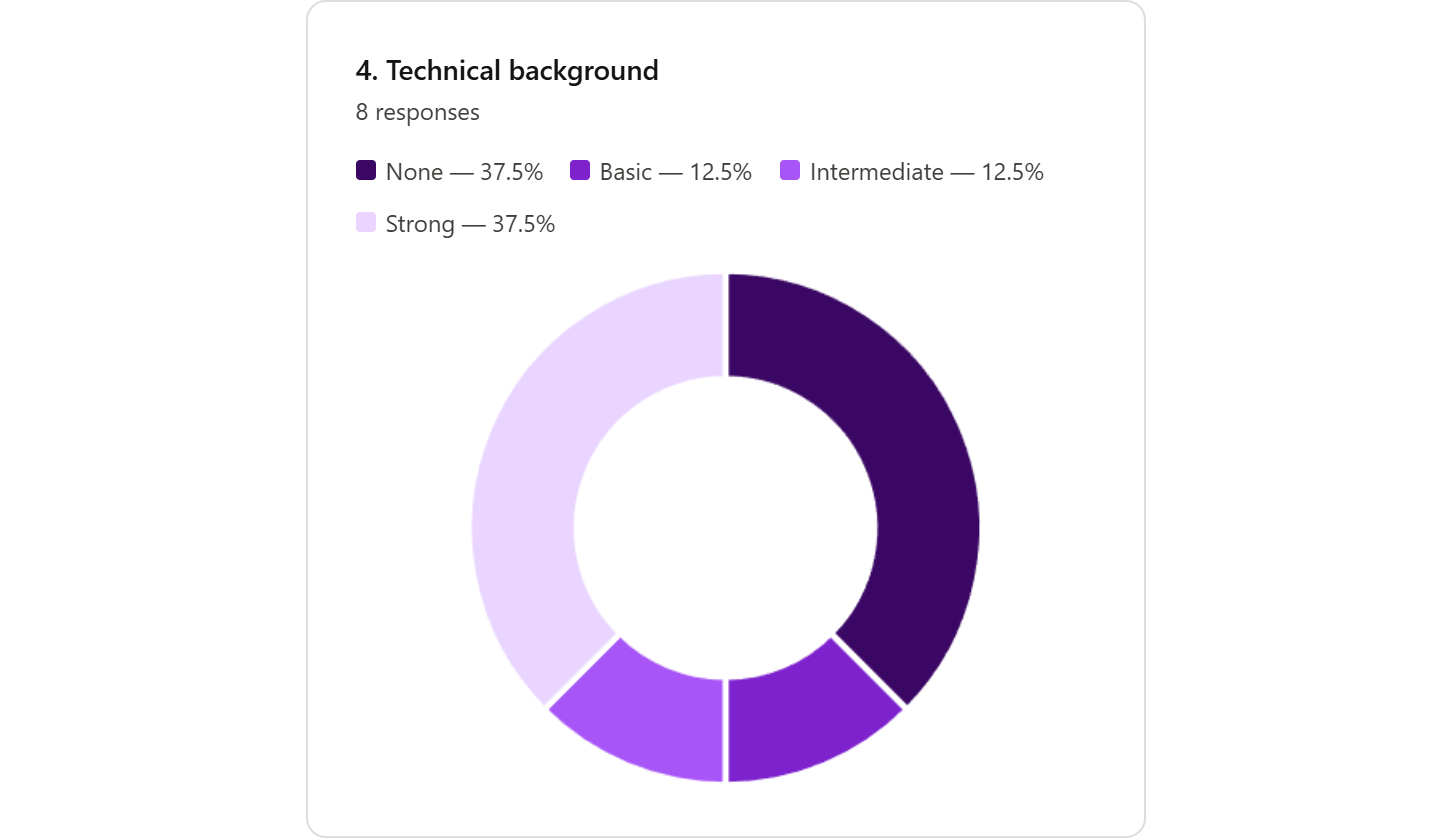 4. Technical background
8 responses
None — 37.5% Basic — 12.5% Intermediate — 12.5%
Strong — 37.5%